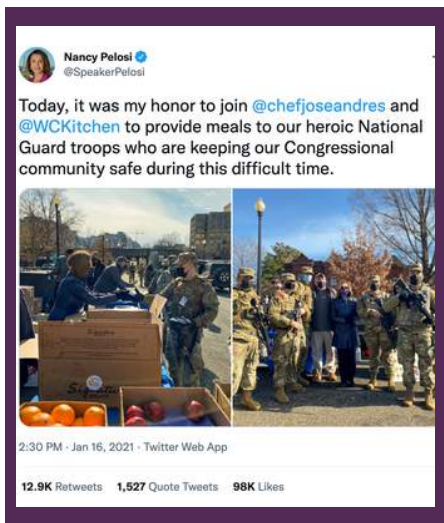 Nancy Pelosi
@SpeakerPelosi
Today, it was my honor to join @chefjoseandres and
@WCKitchen to provide meals to our heroic National
Guard troops who are keeping our Congressional
community safe during this difficult time.
Signature
2:30 PM · Jan 16, 2021 · Twitter Web App
12.9K Retweets 1,527 Quote Tweets 98K Likes